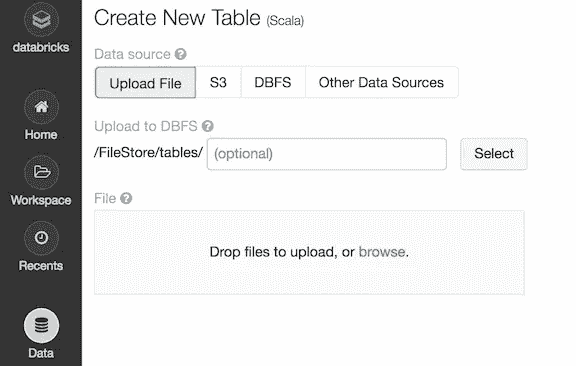 databricks
Home
Workspace
Recents
Data
Create New Table (Scala)
Data source ?
Upload File S3 DBFS Other Data Sources
Upload to DBFS ?
/FileStore/tables/ (optional) Select
File ?
Drop files to upload, or browse.